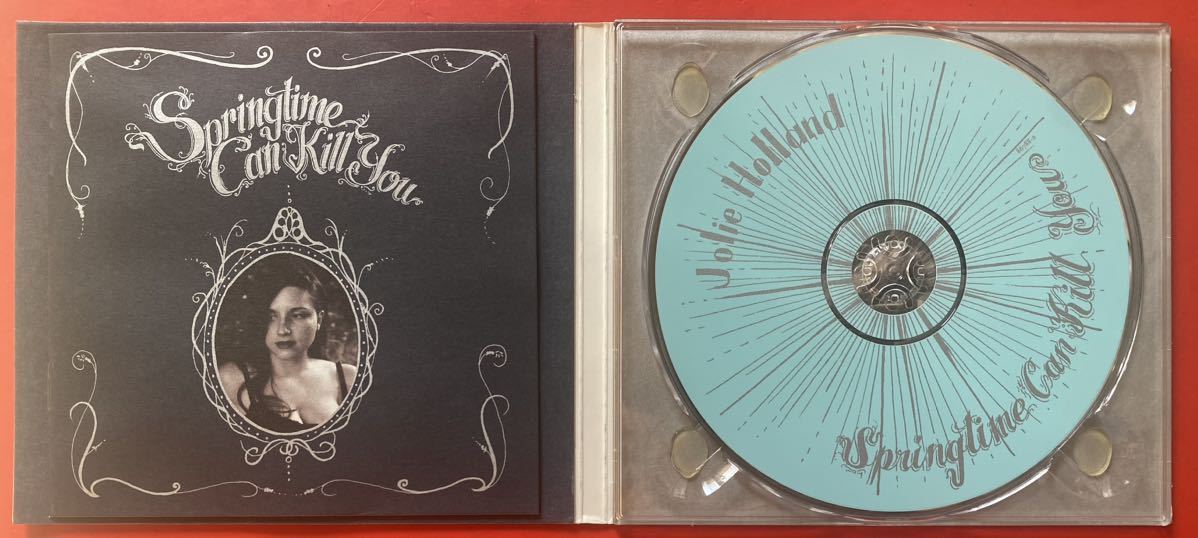 Springtime
Can Kill You
Jolie Holland
Springtime Can Kill You